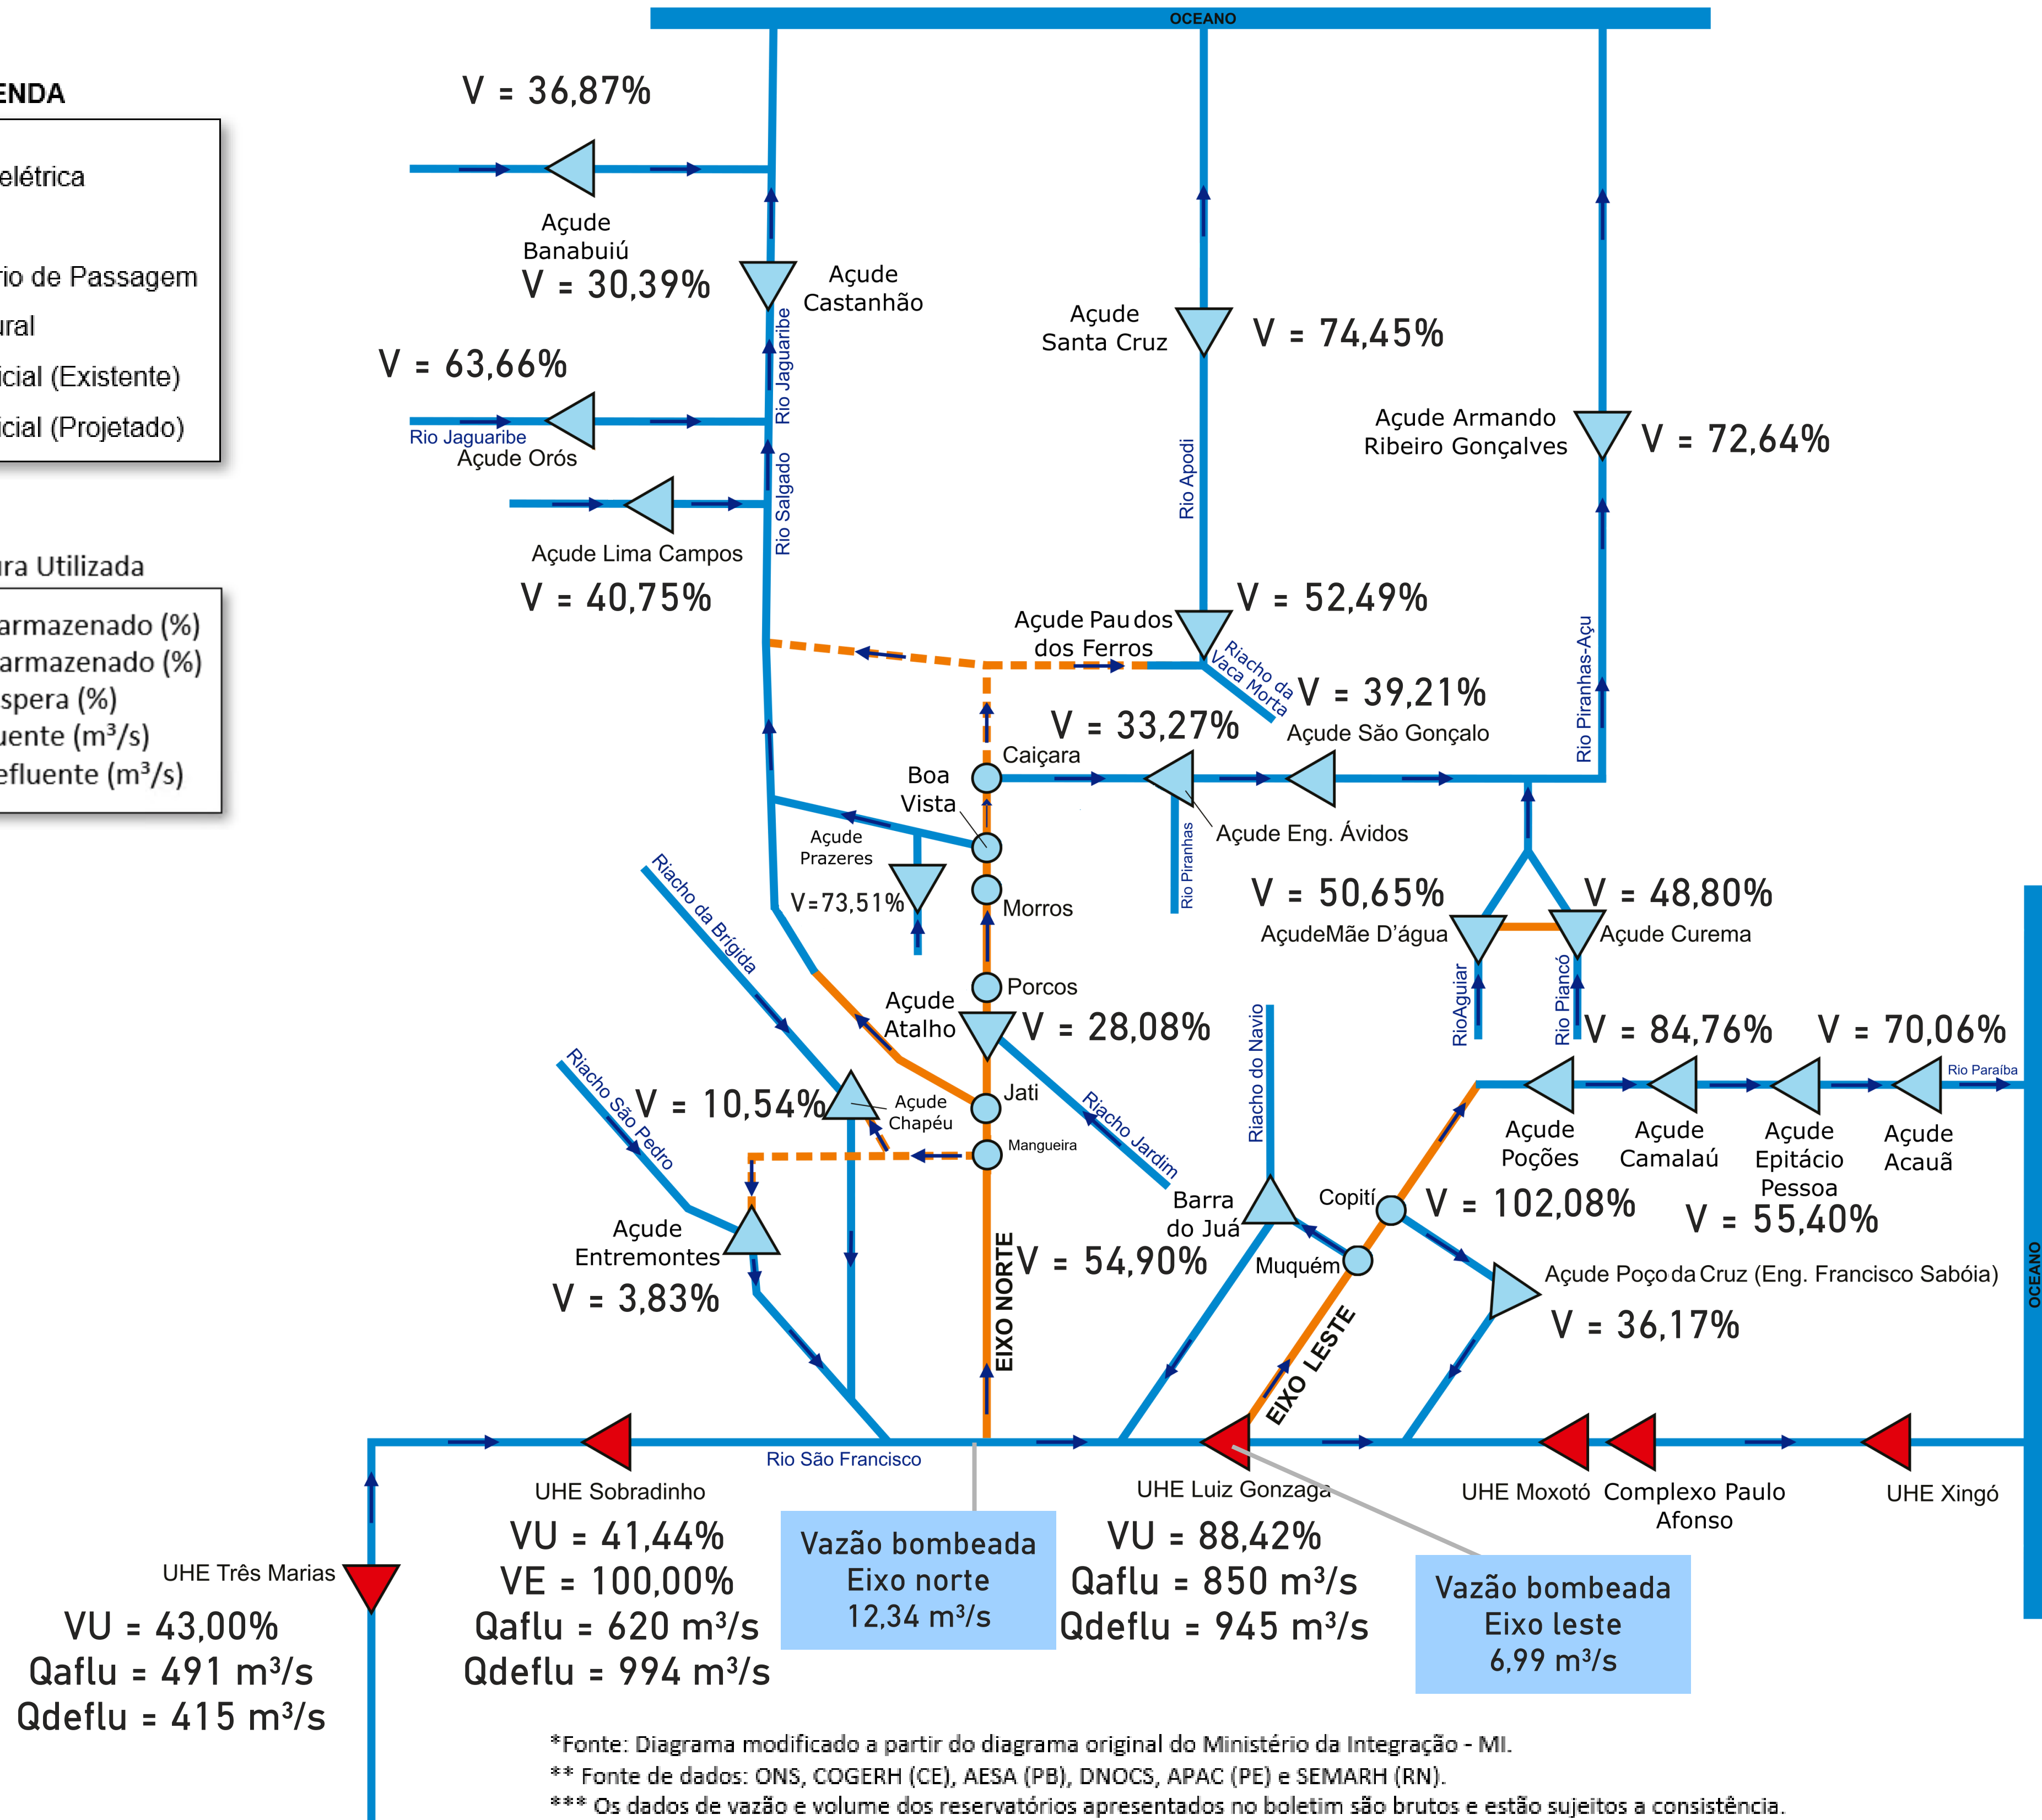 OCEANO
V = 36,87%
ENDA
elétrica
rio de Passagem
ural
icial (Existente)
icial (Projetado)
Açude
Banabuiú
V = 30,39%
Açude
Castanhão
Rio Jaguaribe
V = 63,66%
Rio Jaguaribe
Açude Orós
Rio Salgado
Açude Lima Campos
V = 40,75%
Açude
Santa Cruz
V = 74,45%
Rio Apodi
Açude Armando
Ribeiro Gonçalves
V = 72,64%
Rio Piranhas-Açu
ura Utilizada
armazenado (%)
armazenado (%)
spera (%)
uente (m³/s)
efluente (m³/s)
Açude Pau dos
dos Ferros
V = 52,49%
Riacho da
Vaca Morta
V = 39,21%
Açude São Gonçalo
V = 33,27%
Caiçara
Boa
Vista
Açude Eng. Ávidos
Rio Piranhas
Açude
Prazeres
V=73,51%
Morros
Riacho da Brígida
V = 50,65%
AçudeMãe D'água
V = 48,80%
Açude Curema
RioAguiar
Rio Piancó
Porcos
Açude
Atalho
V = 28,08%
Riacho do Navio
V = 84,76%
V = 70,06%
Rio Paraíba
Riacho São Pedro
V = 10,54%
Açude
Chapéu
Jati
Mangueira
Riacho Jardim
Açude
Poções
Açude
Camalaú
Açude
Epitácio
Pessoa
Açude
Acauã
V = 102,08%
V = 55,40%
Barra
do Juá
Copití
Muquém
V = 54,90%
Açude
Entremontes
V = 3,83%
EIXO NORTE
EIXO LESTE
Açude Poço da Cruz (Eng. Francisco Sabóia)
V = 36,17%
OCEANO
Rio São Francisco
UHE Sobradinho
VU = 41,44%
VE = 100,00%
Qaflu = 620 m³/s
Qdeflu = 994 m³/s
Vazão bombeada
Eixo norte
12,34 m³/s
UHE Luiz Gonzaga
VU = 88,42%
Qaflu = 850 m³/s
Qdeflu = 945 m³/s
Vazão bombeada
Eixo leste
6,99 m³/s
UHE Moxotó
Complexo Paulo
Afonso
UHE Xingó
UHE Três Marias
VU = 43,00%
Qaflu = 491 m³/s
Qdeflu = 415 m³/s
*Fonte: Diagrama modificado a partir do diagrama original do Ministério da Integração - MI.
** Fonte de dados: ONS, COGERH (CE), AESA (PB), DNOCS, APAC (PE) e SEMARH (RN).
*** Os dados de vazão e volume dos reservatórios apresentados no boletim são brutos e estão sujeitos a consistência.